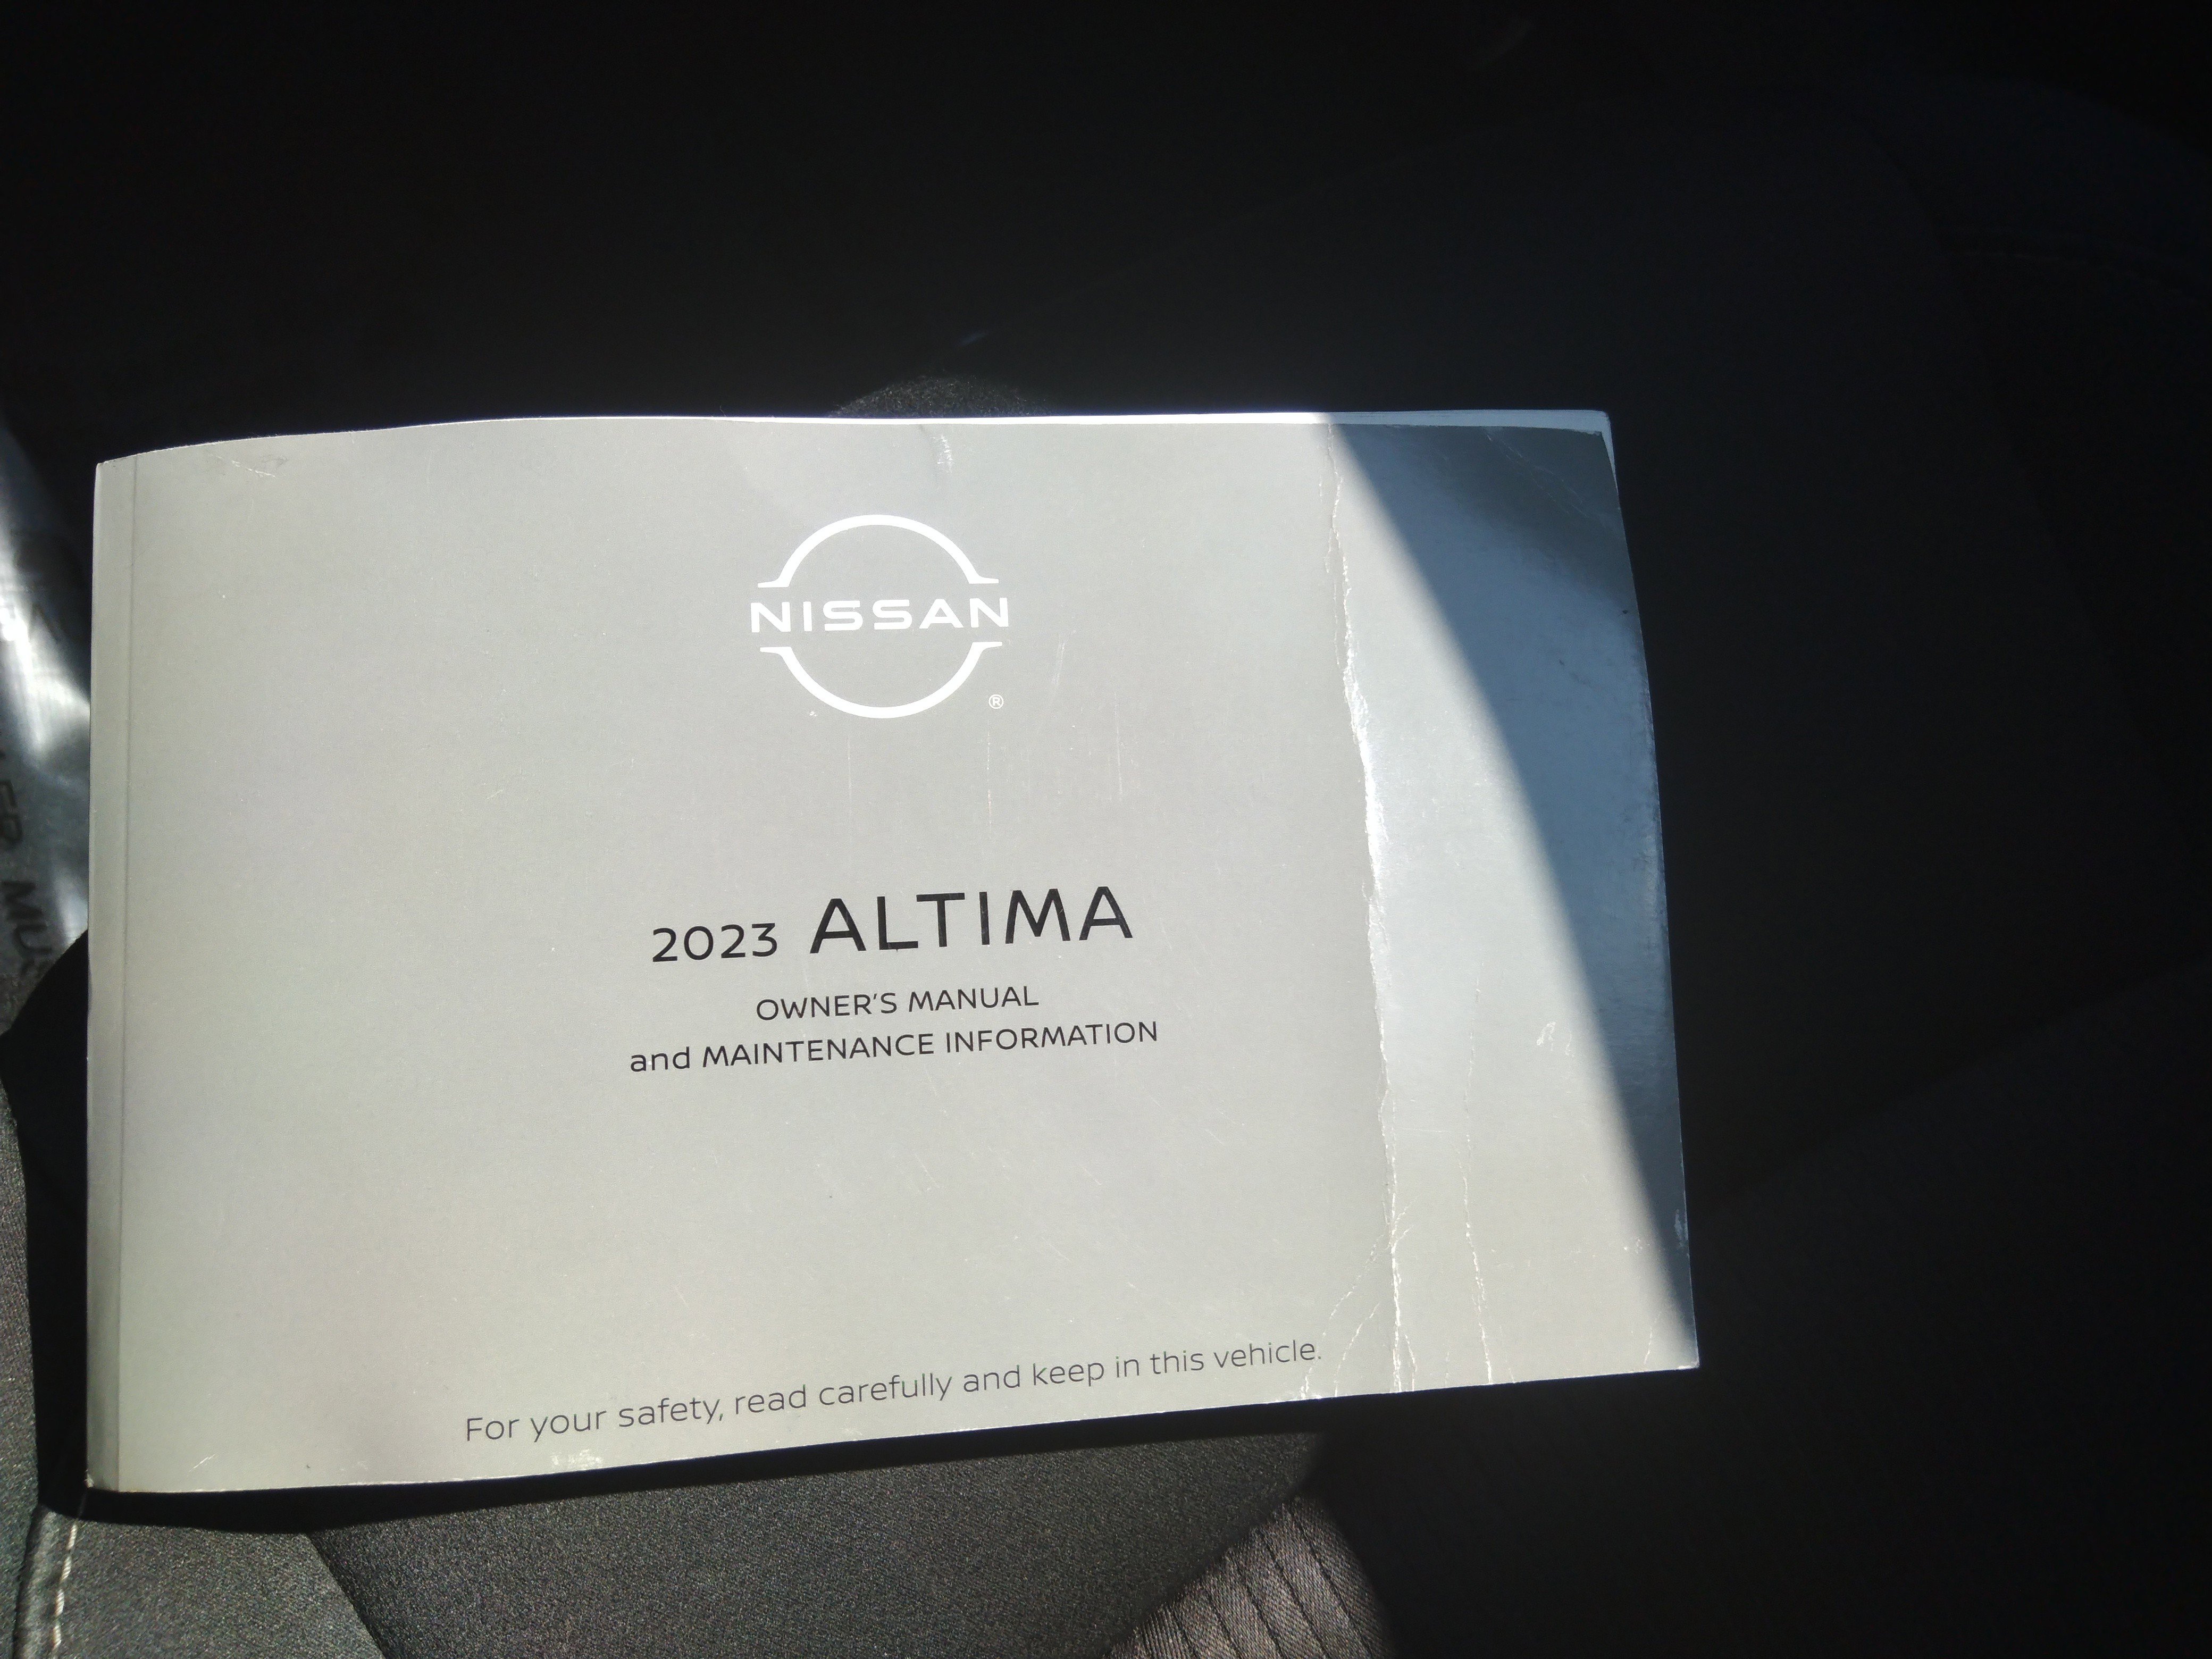 NISSAN
®
2023 ALTIMA
OWNER'S MANUAL
and MAINTENANCE INFORMATION
For your safety, read carefully and keep in this vehicle.